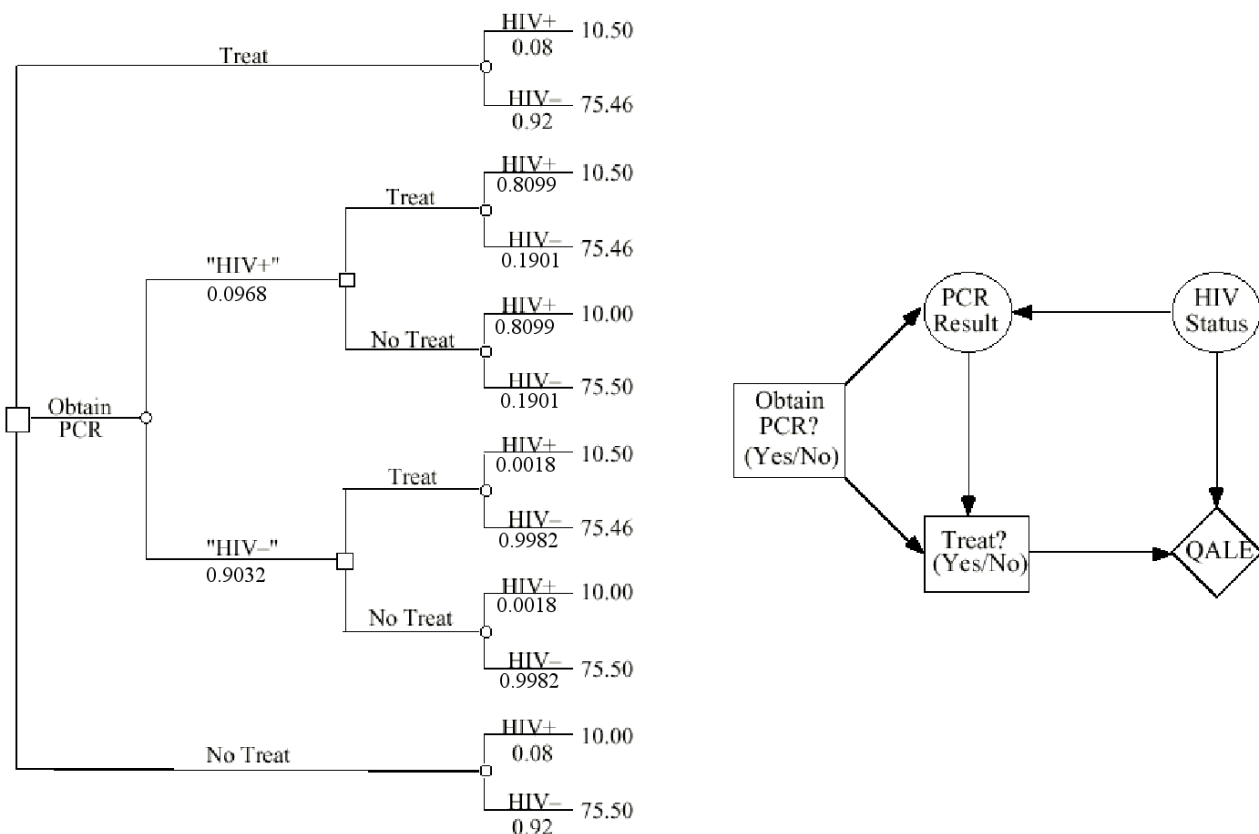 HIV+ 10.50
0.08
Treat
HIV– 75.46
0.92
HIV+ 10.50
0.8099
Treat
HIV– 75.46
0.1901
"HIV+"
0.0968
HIV+ 10.00
0.8099
No Treat
HIV– 75.50
0.1901
Obtain
PCR
HIV+ 10.50
0.0018
Treat
HIV– 75.46
0.9982
"HIV–"
0.9032
HIV+ 10.00
0.0018
No Treat
HIV– 75.50
0.9982
HIV+ 10.00
0.08
No Treat
HIV– 75.50
0.92
PCR
Result
HIV
Status
Obtain
PCR?
(Yes/No)
Treat?
(Yes/No)
QALE